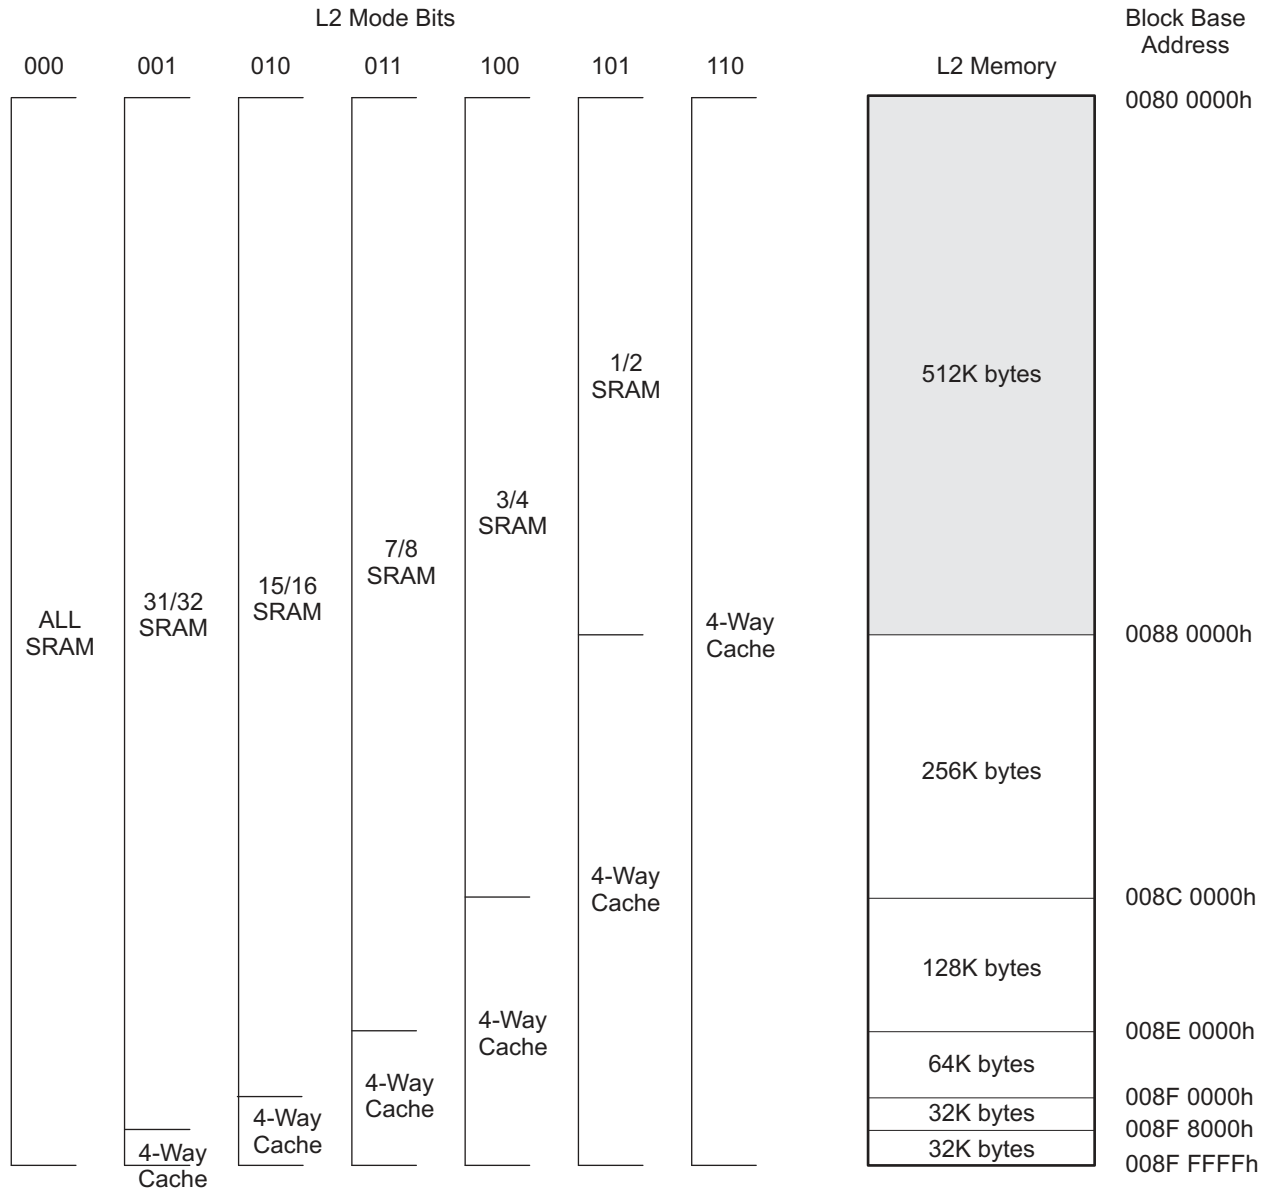 L2 Mode Bits
Block Base
Address
000 001 010 011 100 101 110 L2 Memory
0080 0000h
1/2
SRAM
512K bytes
3/4
SRAM
7/8
SRAM
15/16
SRAM
31/32
SRAM
ALL
SRAM
4-Way
Cache
0088 0000h
256K bytes
4-Way
Cache
008C 0000h
128K bytes
4-Way
Cache
008E 0000h
64K bytes
4-Way
Cache
008F 0000h
4-Way
Cache
32K bytes
008F 8000h
4-Way
Cache
32K bytes
008F FFFFh